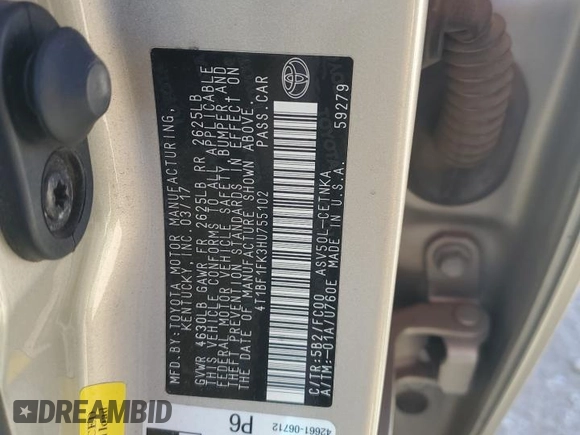 MFD. BY: TOYOTA MOTOR MANUFACTURING,
KENTUCKY, INC. 03/17
GVWR 4630LB GAWR FR 2625LB RR 2625LB
THIS VEHICLE CONFORMS TO ALL APPLICABLE
FEDERAL MOTOR VEHICLE SAFETY, BUMPER, AND
THEFT PREVENTION STANDARDS IN EFFECT ON
THE DATE OF MANUFACTURE SHOWN ABOVE.
4T1BF1FK3HU755102 PASS. CAR
C/TR: 5B2/FC00 ASV50L-CETNKA
A/TM: -01A/U760E MADE IN U.S.A.
59279
P6
42661-06712
DREAMBID